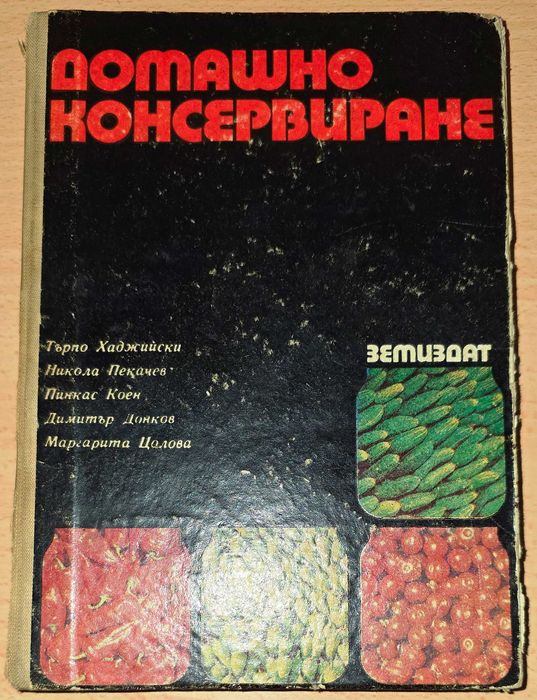 ДОМАШНО
КОНСЕРВИРАНЕ
Търпо Хаджийски
Никола Пекачев
Пинкас Коен
Димитър Донков
Маргарита Цолова
ЗЕМИЗДАТ